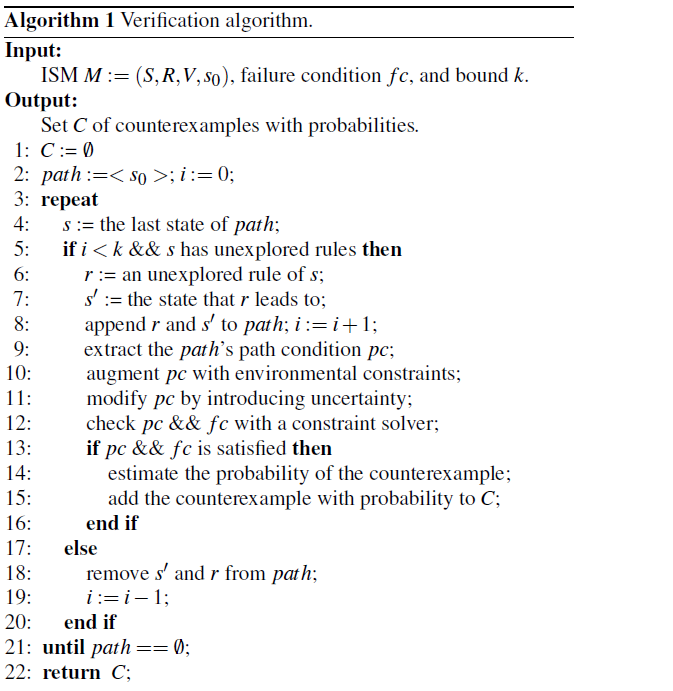 Algorithm 1 Verification algorithm.
Input:
ISM M := (S,R,V,s₀), failure condition fc, and bound k.
Output:
Set C of counterexamples with probabilities.
1: C := ∅
2: path :=< s₀ >; i := 0;
3: repeat
4: s := the last state of path;
5: if i < k && s has unexplored rules then
6: r := an unexplored rule of s;
7: s′ := the state that r leads to;
8: append r and s′ to path; i := i+1;
9: extract the path's path condition pc;
10: augment pc with environmental constraints;
11: modify pc by introducing uncertainty;
12: check pc && fc with a constraint solver;
13: if pc && fc is satisfied then
14: estimate the probability of the counterexample;
15: add the counterexample with probability to C;
16: end if
17: else
18: remove s′ and r from path;
19: i := i−1;
20: end if
21: until path == ∅;
22: return C;